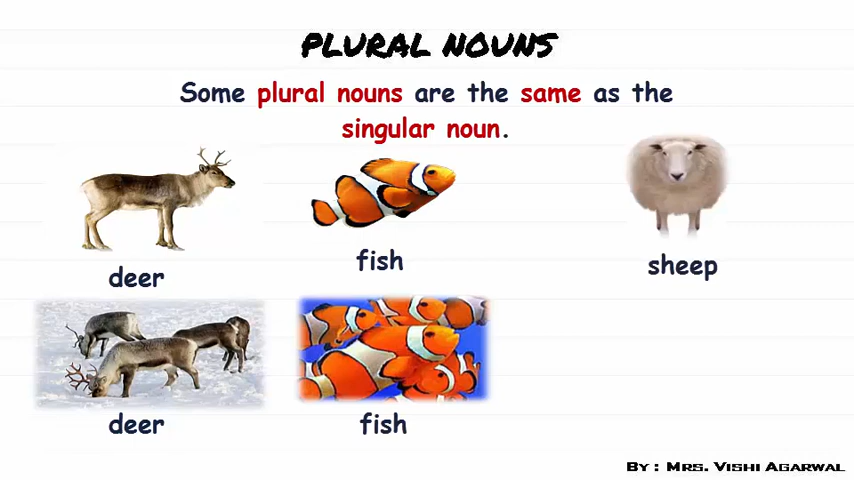 PLURAL NOUNS
Some plural nouns are the same as the
singular noun.
deer
fish
sheep
deer
fish
By : Mrs. Vishi Agarwal